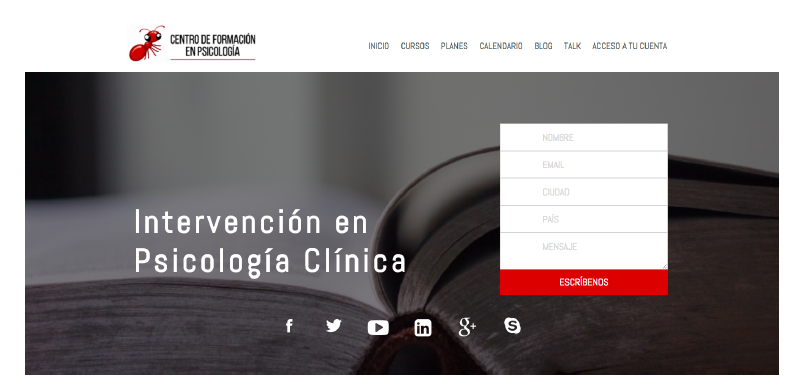 CENTRO DE FORMACIÓN
EN PSICOLOGÍA
INICIO CURSOS PLANES CALENDARIO BLOG TALK ACCESO A TU CUENTA
NOMBRE
EMAIL
CIUDAD
PAÍS
MENSAJE
ESCRÍBENOS
Intervención en
Psicología Clínica